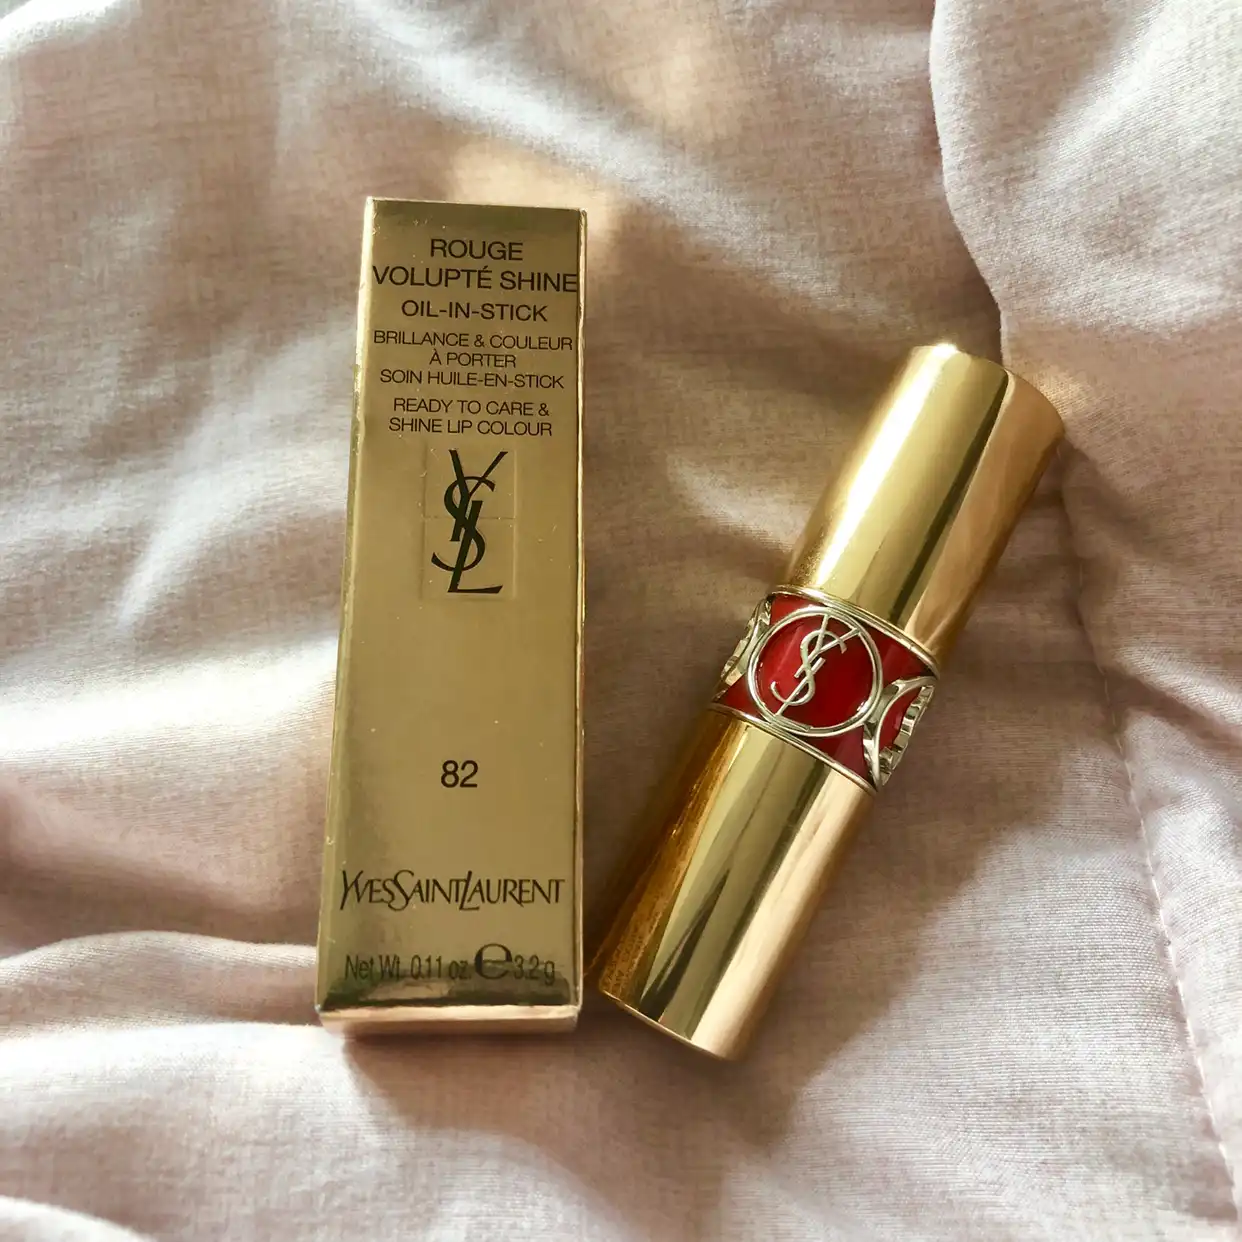 ROUGE
VOLUPTÉ SHINE
OIL-IN-STICK
BRILLANCE & COULEUR
À PORTER
SOIN HUILE-EN-STICK
READY TO CARE &
SHINE LIP COLOUR
YSL
82
YVESSAINTLAURENT
Net Wt. 0.11 oz. ℮ 3.2 g
YSL